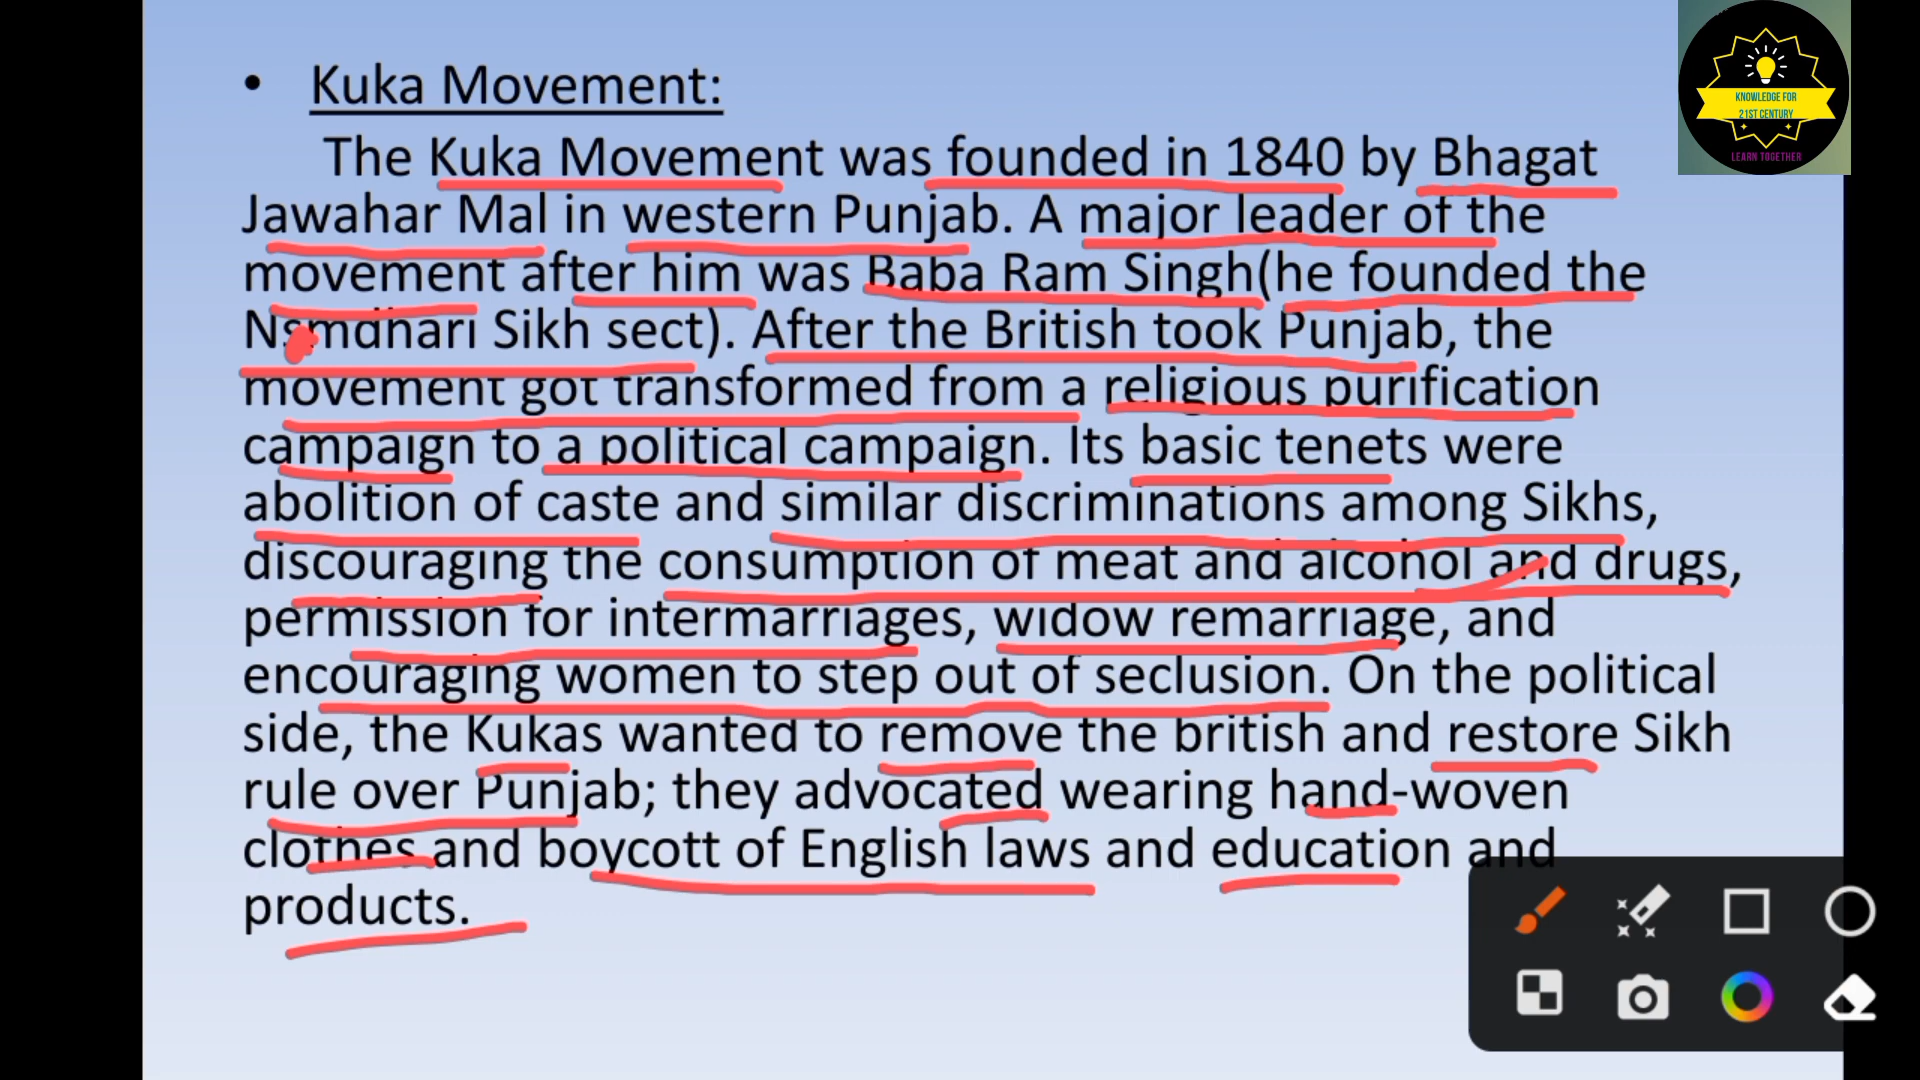 • Kuka Movement:
The Kuka Movement was founded in 1840 by Bhagat
Jawahar Mal in western Punjab. A major leader of the
movement after him was Baba Ram Singh(he founded the
Nsmdhari Sikh sect). After the British took Punjab, the
movement got transformed from a religious purification
campaign to a political campaign. Its basic tenets were
abolition of caste and similar discriminations among Sikhs,
discouraging the consumption of meat and alcohol and drugs,
permission for intermarriages, widow remarriage, and
encouraging women to step out of seclusion. On the political
side, the Kukas wanted to remove the british and restore Sikh
rule over Punjab; they advocated wearing hand-woven
clothes and boycott of English laws and education and
products.
KNOWLEDGE FOR
21ST CENTURY
LEARN TOGETHER